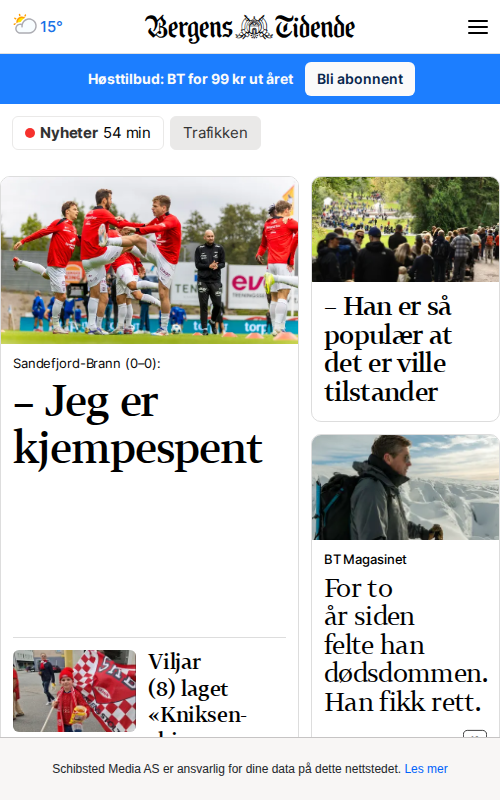 15°
Bergens Tidende
Høsttilbud: BT for 99 kr ut året
Bli abonnent
Nyheter 54 min
Trafikken
Sandefjord-Brann (0–0):
– Jeg er
kjempespent
Viljar
(8) laget
«Kniksen-
– Han er så
populær at
det er ville
tilstander
BT Magasinet
For to
år siden
felte han
dødsdommen.
Han fikk rett.
Schibsted Media AS er ansvarlig for dine data på dette nettstedet. Les mer